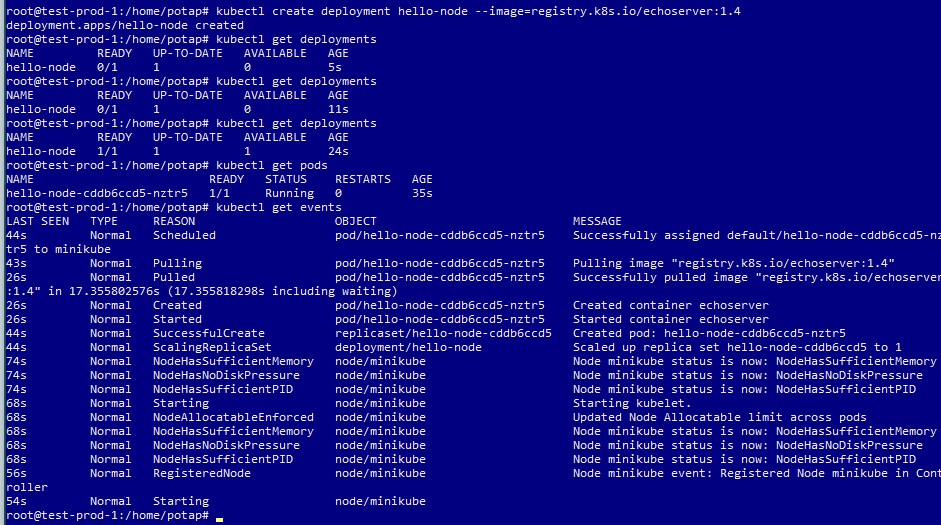 root@test-prod-1:/home/potap# kubectl create deployment hello-node --image=registry.k8s.io/echoserver:1.4
deployment.apps/hello-node created
root@test-prod-1:/home/potap# kubectl get deployments
NAME         READY   UP-TO-DATE   AVAILABLE   AGE
hello-node   0/1     1            0           5s
root@test-prod-1:/home/potap# kubectl get deployments
NAME         READY   UP-TO-DATE   AVAILABLE   AGE
hello-node   0/1     1            0           11s
root@test-prod-1:/home/potap# kubectl get deployments
NAME         READY   UP-TO-DATE   AVAILABLE   AGE
hello-node   1/1     1            1           24s
root@test-prod-1:/home/potap# kubectl get pods
NAME                         READY   STATUS    RESTARTS   AGE
hello-node-cddb6ccd5-nztr5   1/1     Running   0          35s
root@test-prod-1:/home/potap# kubectl get events
LAST SEEN   TYPE     REASON                    OBJECT                            MESSAGE
44s         Normal   Scheduled                 pod/hello-node-cddb6ccd5-nztr5    Successfully assigned default/hello-node-cddb6ccd5-nz
tr5 to minikube
43s         Normal   Pulling                   pod/hello-node-cddb6ccd5-nztr5    Pulling image "registry.k8s.io/echoserver:1.4"
26s         Normal   Pulled                    pod/hello-node-cddb6ccd5-nztr5    Successfully pulled image "registry.k8s.io/echoserver
:1.4" in 17.355802576s (17.355818298s including waiting)
26s         Normal   Created                   pod/hello-node-cddb6ccd5-nztr5    Created container echoserver
26s         Normal   Started                   pod/hello-node-cddb6ccd5-nztr5    Started container echoserver
44s         Normal   SuccessfulCreate          replicaset/hello-node-cddb6ccd5   Created pod: hello-node-cddb6ccd5-nztr5
44s         Normal   ScalingReplicaSet         deployment/hello-node             Scaled up replica set hello-node-cddb6ccd5 to 1
74s         Normal   NodeHasSufficientMemory   node/minikube                     Node minikube status is now: NodeHasSufficientMemory
74s         Normal   NodeHasNoDiskPressure     node/minikube                     Node minikube status is now: NodeHasNoDiskPressure
74s         Normal   NodeHasSufficientPID      node/minikube                     Node minikube status is now: NodeHasSufficientPID
68s         Normal   Starting                  node/minikube                     Starting kubelet.
68s         Normal   NodeAllocatableEnforced   node/minikube                     Updated Node Allocatable limit across pods
68s         Normal   NodeHasSufficientMemory   node/minikube                     Node minikube status is now: NodeHasSufficientMemory
68s         Normal   NodeHasNoDiskPressure     node/minikube                     Node minikube status is now: NodeHasNoDiskPressure
68s         Normal   NodeHasSufficientPID      node/minikube                     Node minikube status is now: NodeHasSufficientPID
56s         Normal   RegisteredNode            node/minikube                     Node minikube event: Registered Node minikube in Cont
roller
54s         Normal   Starting                  node/minikube
root@test-prod-1:/home/potap#